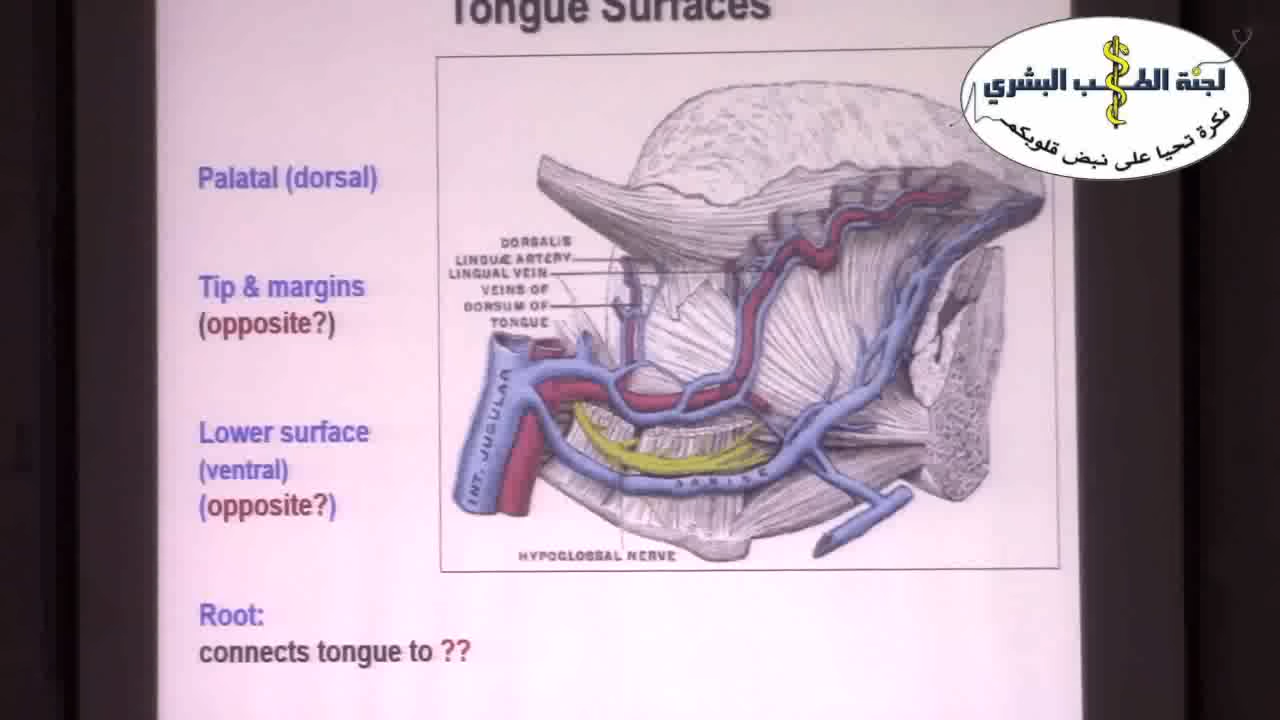 Tongue Surfaces
لجنة الطب البشري
فكرة تحيا على نبض قلوبكم
Palatal (dorsal)
Tip & margins
(opposite?)
Lower surface
(ventral)
(opposite?)
Root:
connects tongue to ??
DORSALIS
LINGUÆ ARTERY
LINGUAL VEIN
VEINS OF
DORSUM OF
TONGUE
INT. JUGULAR
HYPOGLOSSAL NERVE